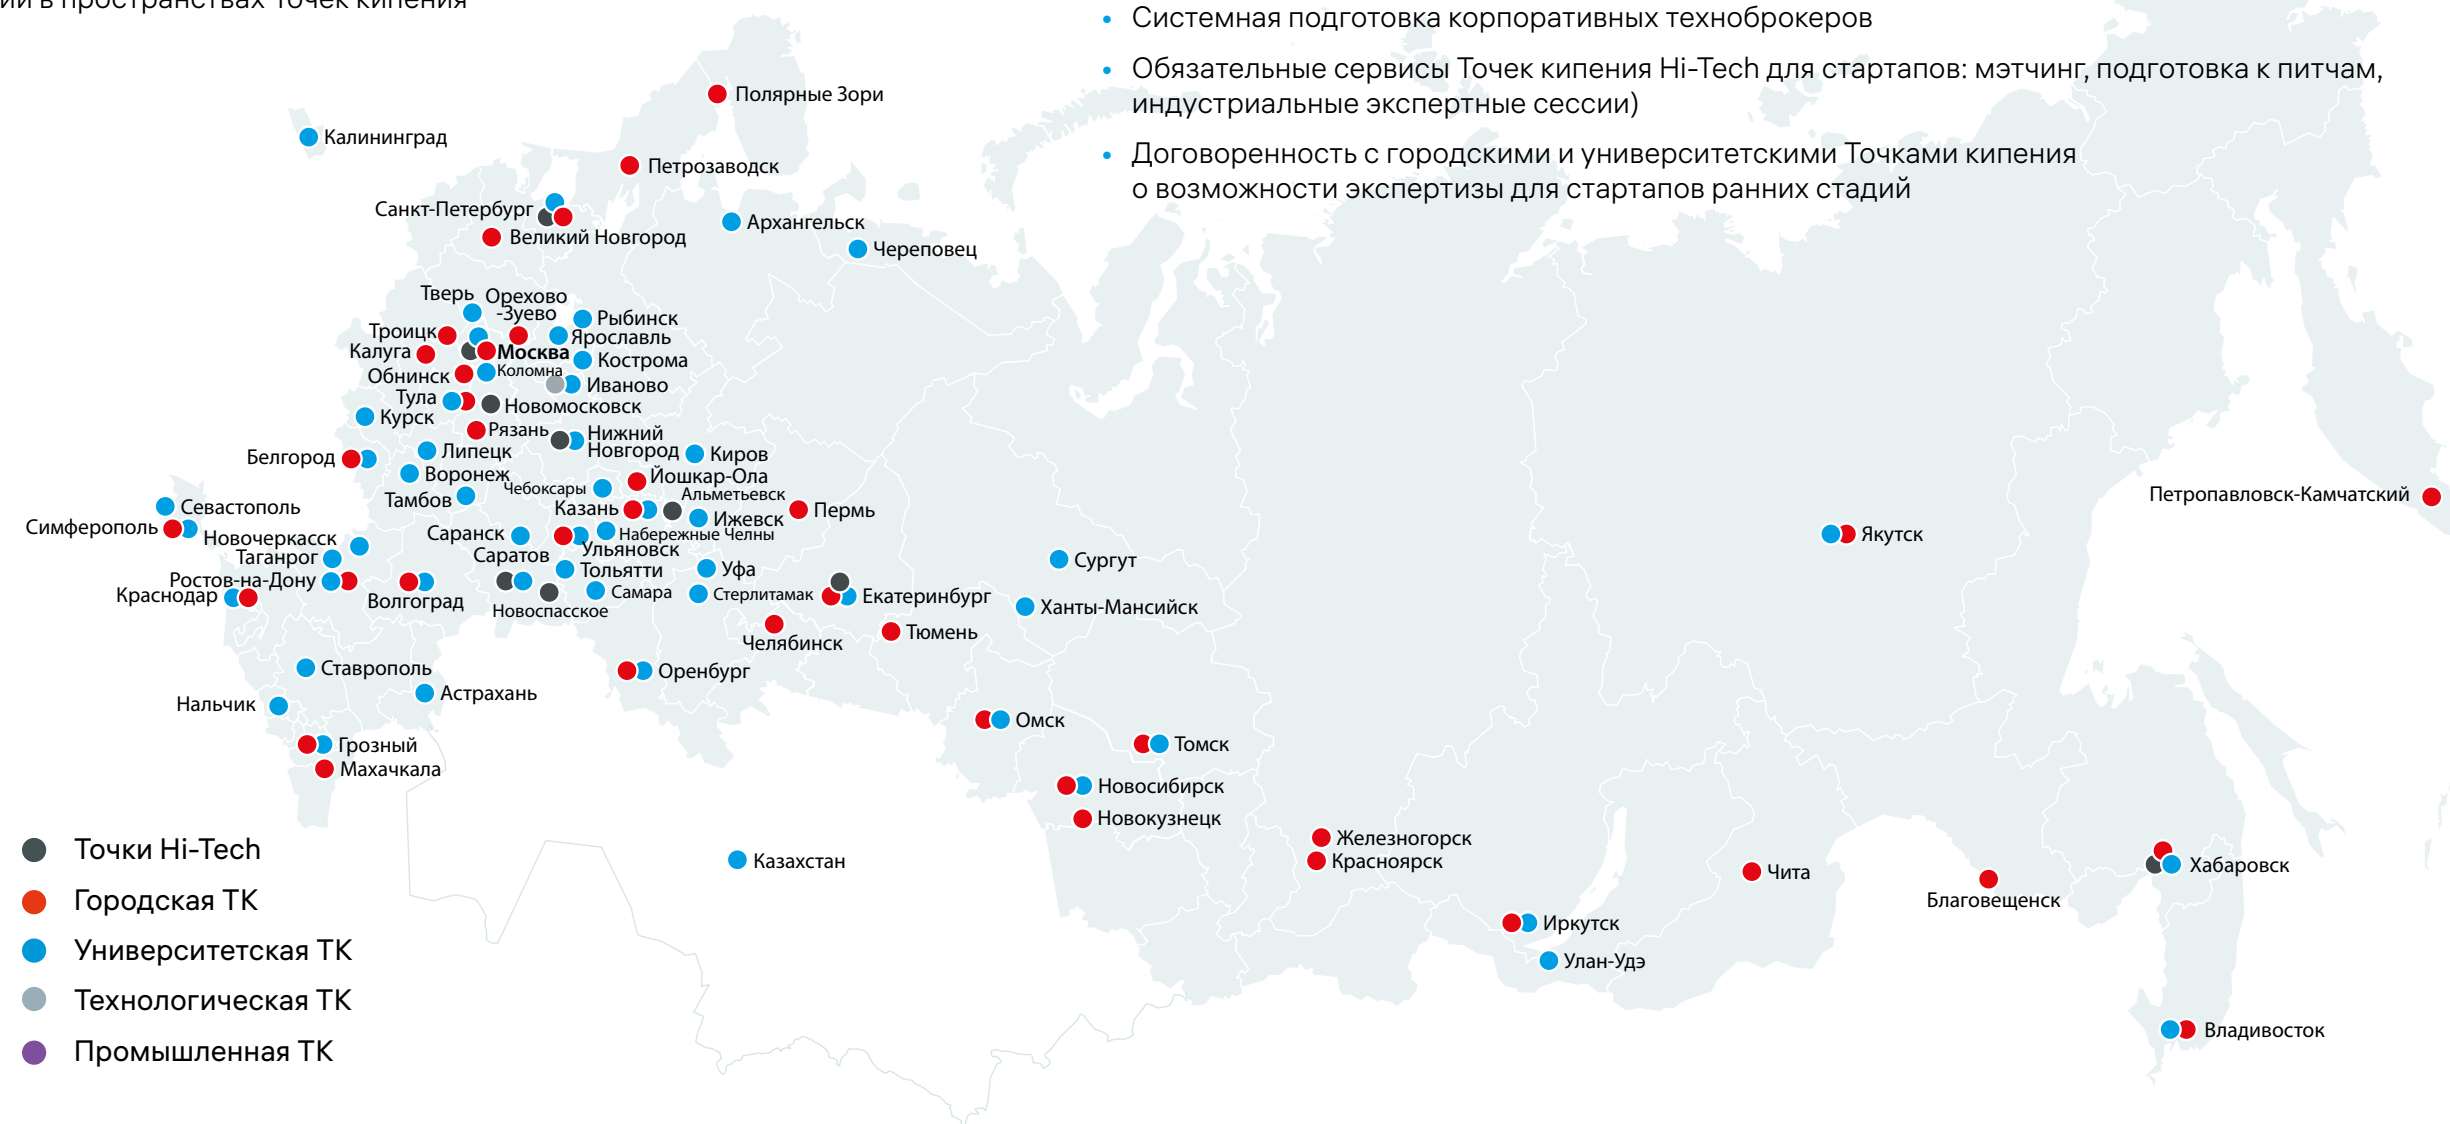 ии в пространствах Точек кипения
• Системная подготовка корпоративных техноброкеров
• Обязательные сервисы Точек кипения Hi-Tech для стартапов: мэтчинг, подготовка к питчам,
индустриальные экспертные сессии)
• Договоренность с городскими и университетскими Точками кипения
о возможности экспертизы для стартапов ранних стадий
Полярные Зори
Калининград
Петрозаводск
Санкт-Петербург
Великий Новгород
Архангельск
Череповец
Тверь
Орехово
-Зуево
Рыбинск
Троицк
Ярославль
Калуга
Москва
Кострома
Обнинск
Коломна
Иваново
Тула
Новомосковск
Курск
Рязань
Нижний
Новгород
Белгород
Липецк
Киров
Воронеж
Йошкар-Ола
Чебоксары
Альметьевск
Тамбов
Казань
Пермь
Севастополь
Ижевск
Симферополь
Новочеркасск
Саранск
Набережные Челны
Ульяновск
Таганрог
Саратов
Тольятти
Уфа
Ростов-на-Дону
Краснодар
Волгоград
Новоспасское
Самара
Стерлитамак
Екатеринбург
Сургут
Ханты-Мансийск
Челябинск
Тюмень
Ставрополь
Оренбург
Астрахань
Нальчик
Омск
Грозный
Томск
Махачкала
Новосибирск
Новокузнецк
Железногорск
Красноярск
Казахстан
Петропавловск-Камчатский
Якутск
Чита
Хабаровск
Благовещенск
Иркутск
Улан-Удэ
Владивосток
Точки Hi-Tech
Городская ТК
Университетская ТК
Технологическая ТК
Промышленная ТК